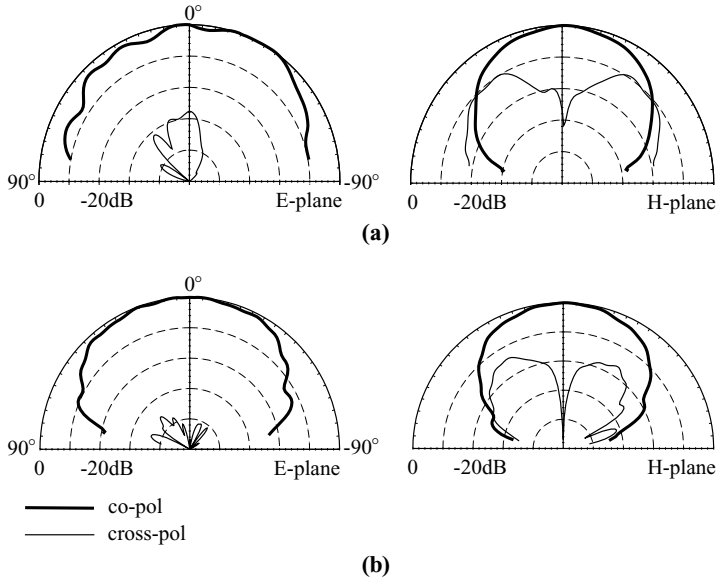 0°
90°
-90°
0 -20dB E-plane
0 -20dB H-plane
(a)
0°
90°
-90°
0 -20dB E-plane
0 -20dB H-plane
co-pol
cross-pol
(b)